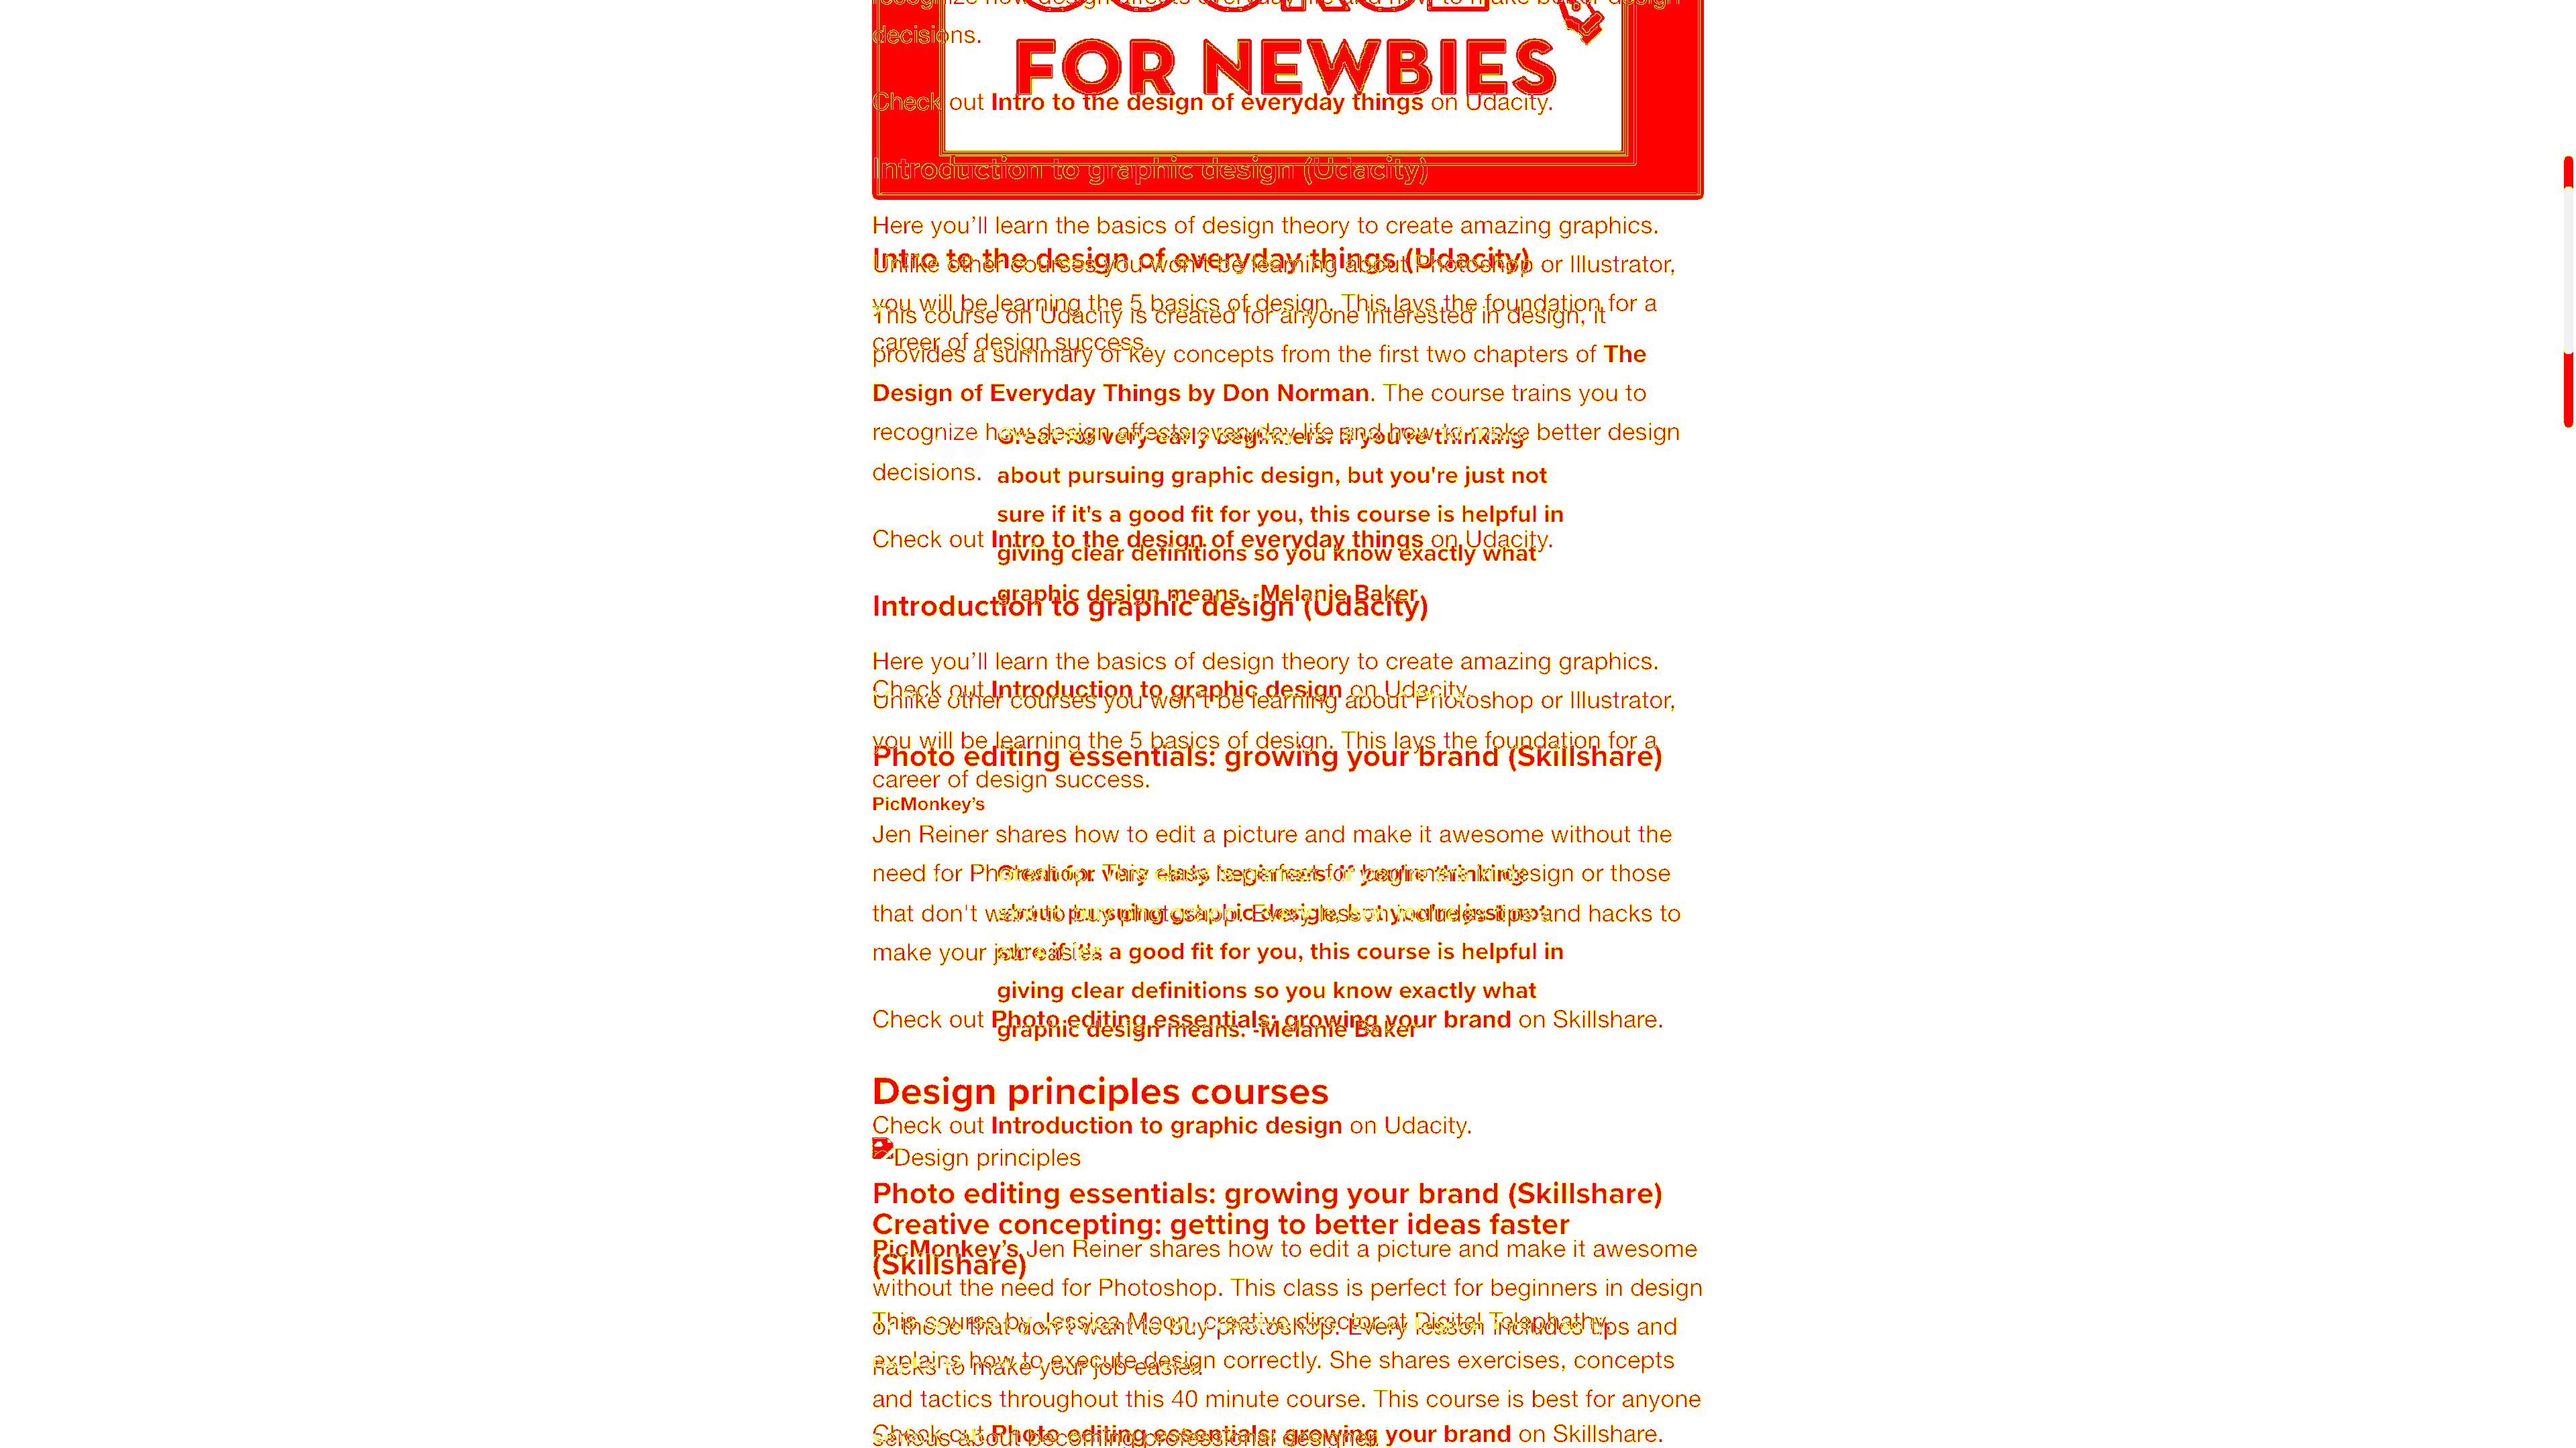 recognize how design affects everyday life and how to make better design
decisions.
FOR NEWBIES
Check out Intro to the design of everyday things on Udacity.
Introduction to graphic design (Udacity)
Here you’ll learn the basics of design theory to create amazing graphics.
Intro to the design of everyday things (Udacity)
Unlike other courses you won't be learning about Photoshop or Illustrator,
you will be learning the 5 basics of design. This lays the foundation for a
This course on Udacity is created for anyone interested in design, it
career of design success.
provides a summary of key concepts from the first two chapters of The
Design of Everyday Things by Don Norman. The course trains you to
recognize how design affects everyday life and how to make better design
Great for very early beginners. If you're thinking
decisions.
about pursuing graphic design, but you're just not
sure if it's a good fit for you, this course is helpful in
Check out Intro to the design of everyday things on Udacity.
giving clear definitions so you know exactly what
graphic design means. -Melanie Baker
Introduction to graphic design (Udacity)
Here you’ll learn the basics of design theory to create amazing graphics.
Check out Introduction to graphic design on Udacity.
Unlike other courses you won't be learning about Photoshop or Illustrator,
you will be learning the 5 basics of design. This lays the foundation for a
Photo editing essentials: growing your brand (Skillshare)
career of design success.
PicMonkey’s
Jen Reiner shares how to edit a picture and make it awesome without the
need for Photoshop. This class is perfect for beginners in design or those
Great for very early beginners. If you're thinking
that don't want to buy photoshop. Every lesson includes tips and hacks to
about pursuing graphic design, but you're just not
make your job easier.
sure if it's a good fit for you, this course is helpful in
giving clear definitions so you know exactly what
Check out Photo editing essentials: growing your brand on Skillshare.
graphic design means. -Melanie Baker
Design principles courses
Check out Introduction to graphic design on Udacity.
Design principles
Photo editing essentials: growing your brand (Skillshare)
Creative concepting: getting to better ideas faster
PicMonkey’s Jen Reiner shares how to edit a picture and make it awesome
(Skillshare)
without the need for Photoshop. This class is perfect for beginners in design
This course by Jessica Moon, creative director at Digital Telephathy,
or those that don't want to buy photoshop. Every lesson includes tips and
explains how to execute design correctly. She shares exercises, concepts
hacks to make your job easier.
and tactics throughout this 40 minute course. This course is best for anyone
Check out Photo editing essentials: growing your brand on Skillshare.
serious about becoming professional designer.